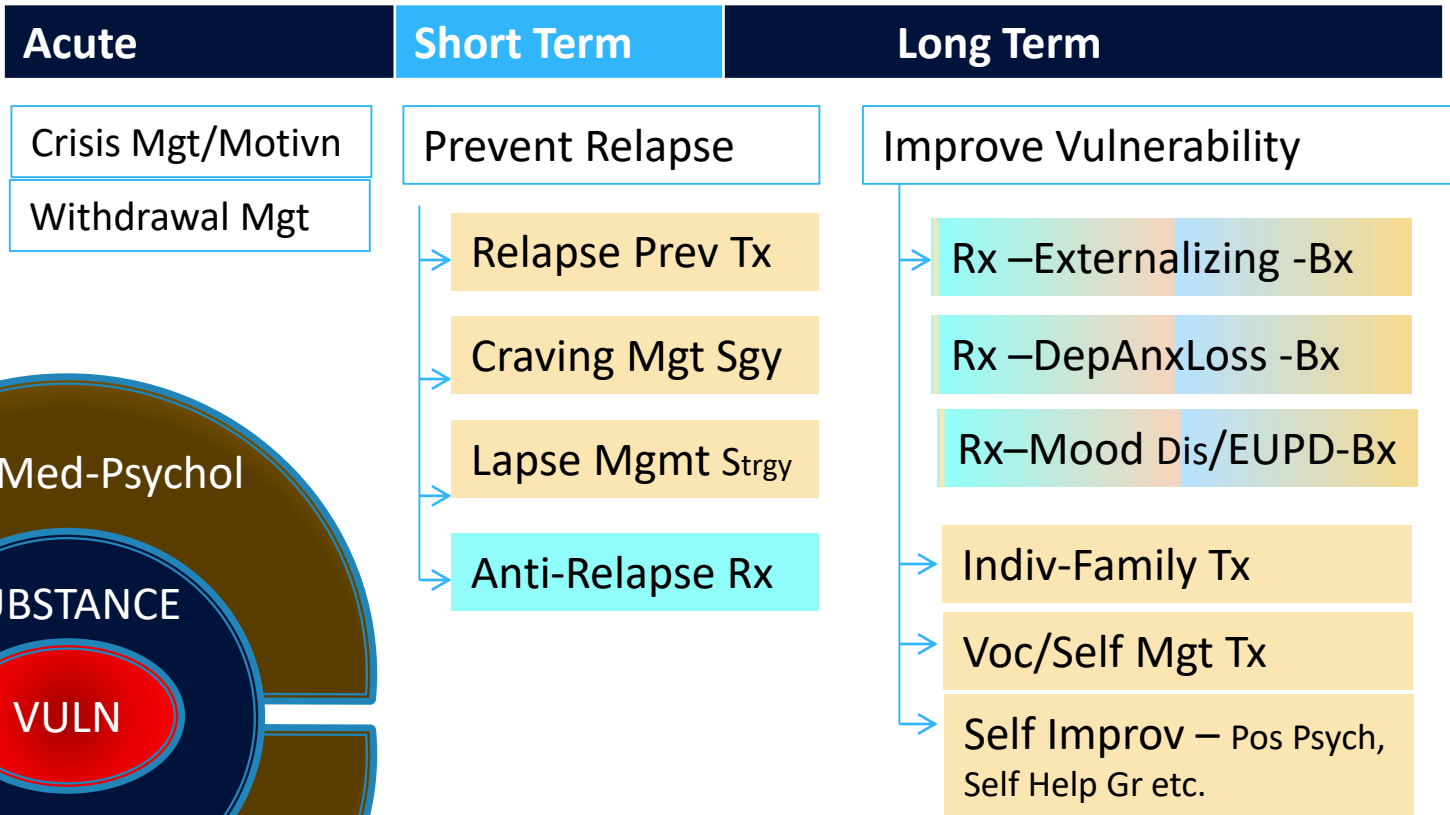 Acute
Short Term
Long Term
Crisis Mgt/Motivn
Withdrawal Mgt
Prevent Relapse
Relapse Prev Tx
Craving Mgt Sgy
Lapse Mgmt Strgy
Anti-Relapse Rx
Improve Vulnerability
Rx –Externalizing -Bx
Rx –DepAnxLoss -Bx
Rx–Mood Dis/EUPD-Bx
Indiv-Family Tx
Voc/Self Mgt Tx
Self Improv – Pos Psych,
Self Help Gr etc.
Med-Psychol
UBSTANCE
VULN